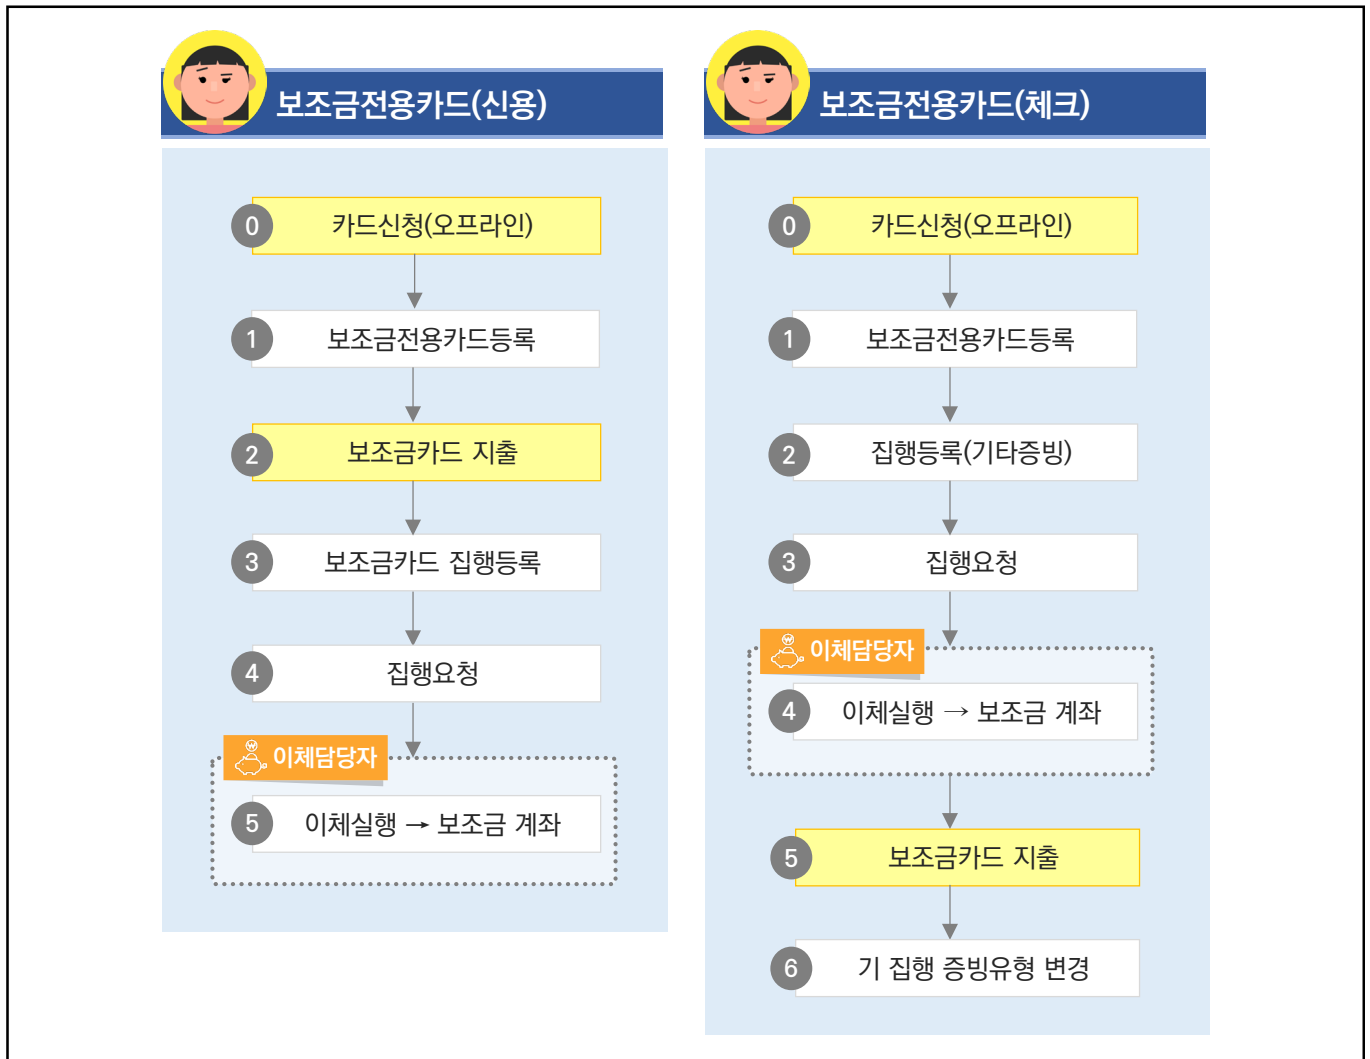 보조금전용카드(신용)
0 카드신청(오프라인)
1 보조금전용카드등록
2 보조금카드 지출
3 보조금카드 집행등록
4 집행요청
이체담당자
5 이체실행 → 보조금 계좌
보조금전용카드(체크)
0 카드신청(오프라인)
1 보조금전용카드등록
2 집행등록(기타증빙)
3 집행요청
이체담당자
4 이체실행 → 보조금 계좌
5 보조금카드 지출
6 기 집행 증빙유형 변경